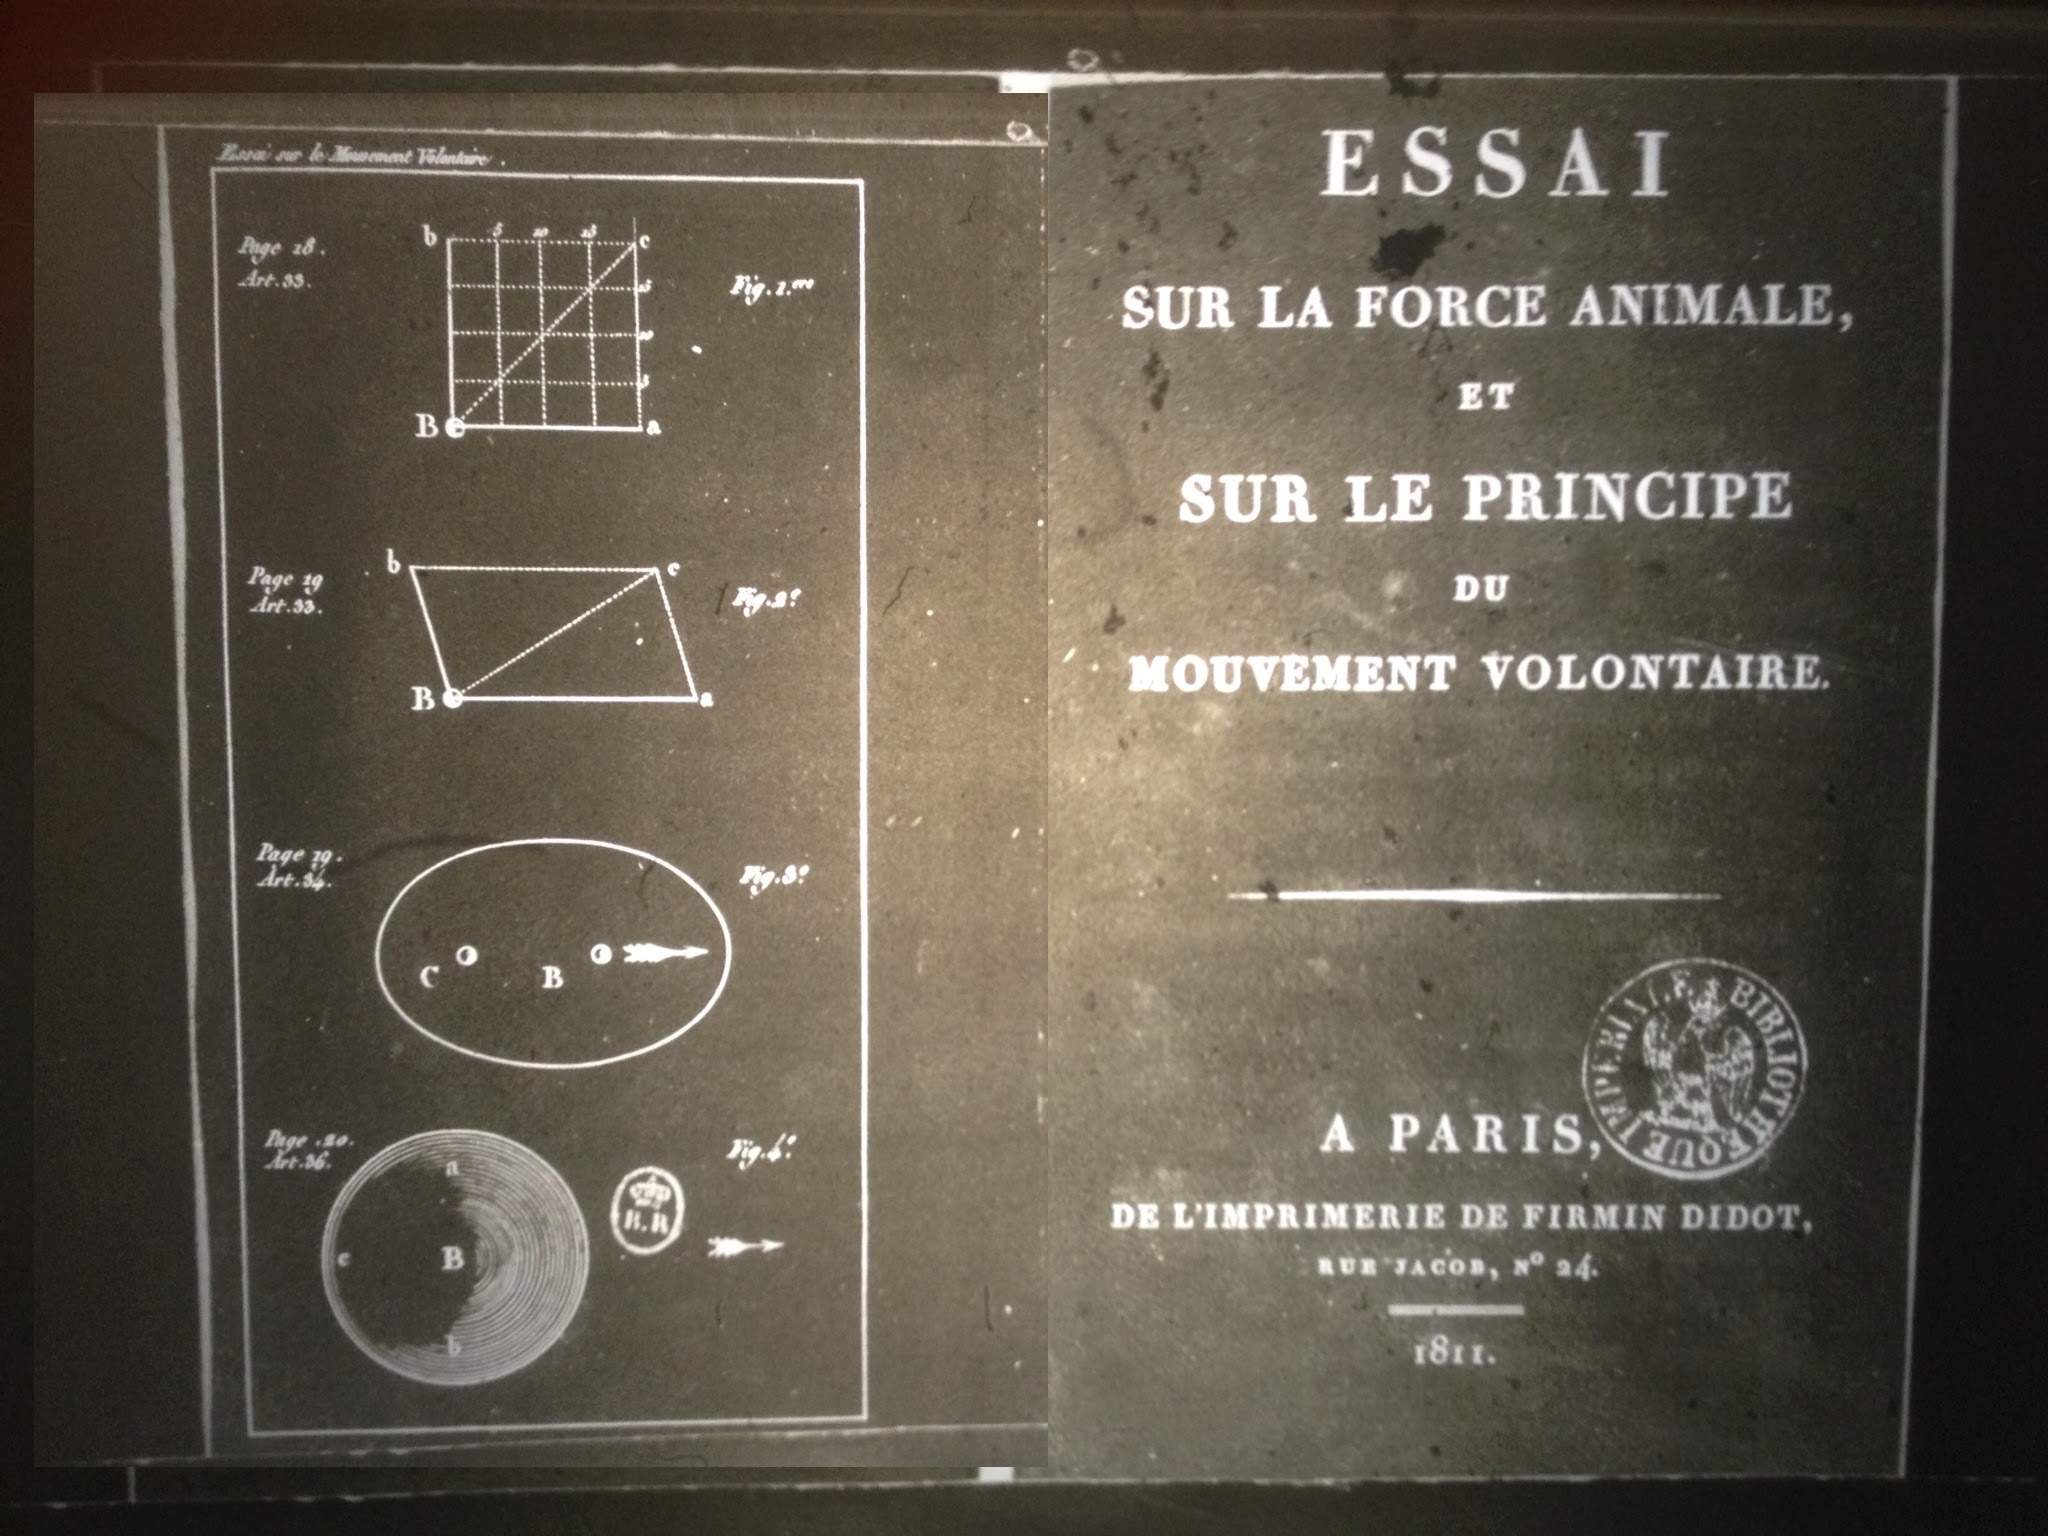 Essai sur le Mouvement Volontaire.
Page 18.
Art. 33.
b 5 10 15 c
15
10
5
B a
Fig. 1.ere
Page 19
Art. 33.
b c
B a
Fig. 2.e
Page 19.
Art. 34.
C B
Fig. 3.e
Page .20.
Art. 36.
a
c B
b
Fig. 4.e
ESSAI
SUR LA FORCE ANIMALE,
ET
SUR LE PRINCIPE
DU
MOUVEMENT VOLONTAIRE.
BIBLIOTHEQUE IMPERIALE
A PARIS,
DE L'IMPRIMERIE DE FIRMIN DIDOT,
RUE JACOB, Nº 24.
1811.